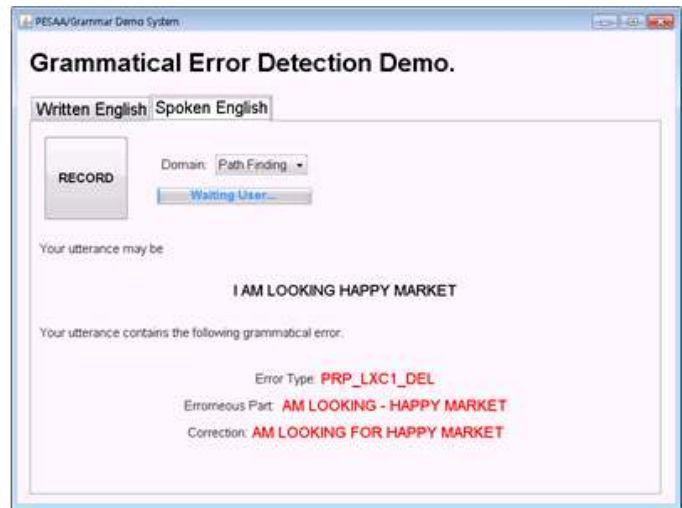 PESAA/Grammar Demo System
Grammatical Error Detection Demo.
Written English Spoken English
RECORD
Domain: Path Finding
Waiting User...
Your utterance may be
I AM LOOKING HAPPY MARKET
Your utterance contains the following grammatical error.
Error Type: PRP_LXC1_DEL
Errorneous Part: AM LOOKING - HAPPY MARKET
Correction: AM LOOKING FOR HAPPY MARKET